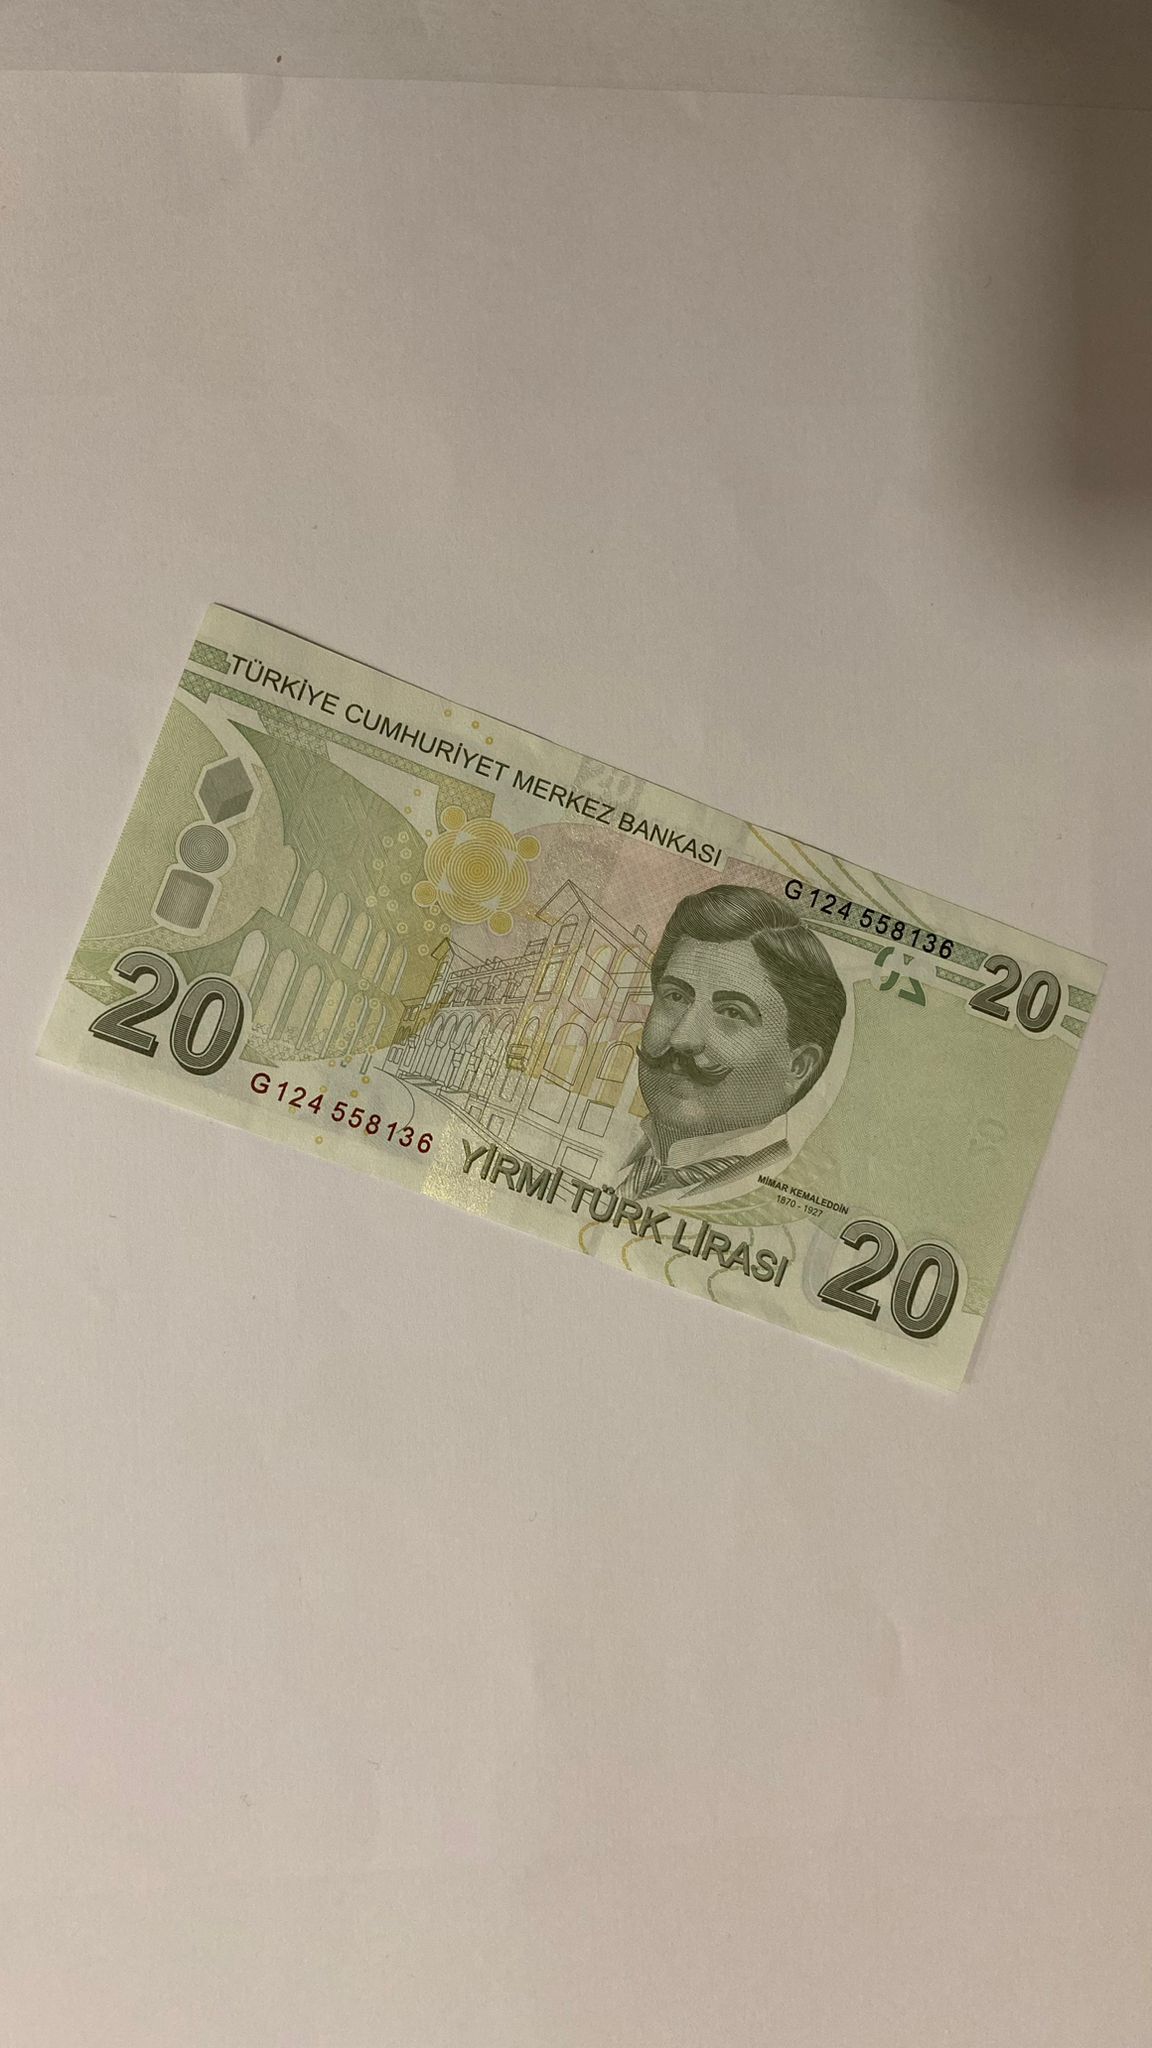 TÜRKİYE CUMHURİYET MERKEZ BANKASI
G124 558136
20
20
G124 558136
YİRMİ TÜRK LİRASI
MİMAR KEMALEDDİN
1870 - 1927
20